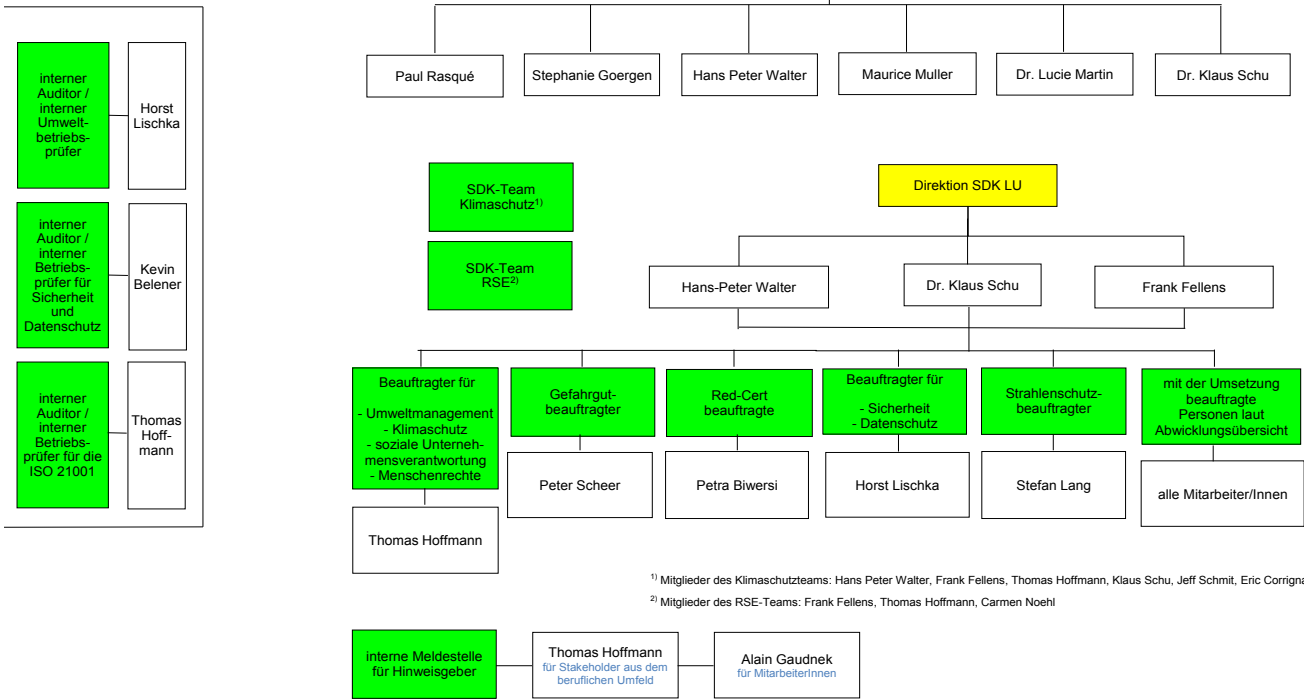 interner
Auditor /
interner
Umwelt-
betriebs-
prüfer
Horst
Lischka
interner
Auditor /
interner
Betriebs-
prüfer für
Sicherheit
und
Datenschutz
Kevin
Belener
interner
Auditor /
interner
Betriebs-
prüfer für die
ISO 21001
Thomas
Hoff-
mann
Paul Rasqué
Stephanie Goergen
Hans Peter Walter
Maurice Muller
Dr. Lucie Martin
Dr. Klaus Schu
SDK-Team
Klimaschutz¹⁾
SDK-Team
RSE²⁾
Direktion SDK LU
Hans-Peter Walter
Dr. Klaus Schu
Frank Fellens
Beauftragter für
- Umweltmanagement
- Klimaschutz
- soziale Unterneh-
mensverantwortung
- Menschenrechte
Thomas Hoffmann
Gefahrgut-
beauftragter
Peter Scheer
Red-Cert
beauftragte
Petra Biwersi
Beauftragter für
- Sicherheit
- Datenschutz
Horst Lischka
Strahlenschutz-
beauftragter
Stefan Lang
mit der Umsetzung
beauftragte
Personen laut
Abwicklungsübersicht
alle Mitarbeiter/Innen
¹⁾ Mitglieder des Klimaschutzteams: Hans Peter Walter, Frank Fellens, Thomas Hoffmann, Klaus Schu, Jeff Schmit, Eric Corrigna
²⁾ Mitglieder des RSE-Teams: Frank Fellens, Thomas Hoffmann, Carmen Noehl
interne Meldestelle
für Hinweisgeber
Thomas Hoffmann
für Stakeholder aus dem
beruflichen Umfeld
Alain Gaudnek
für MitarbeiterInnen